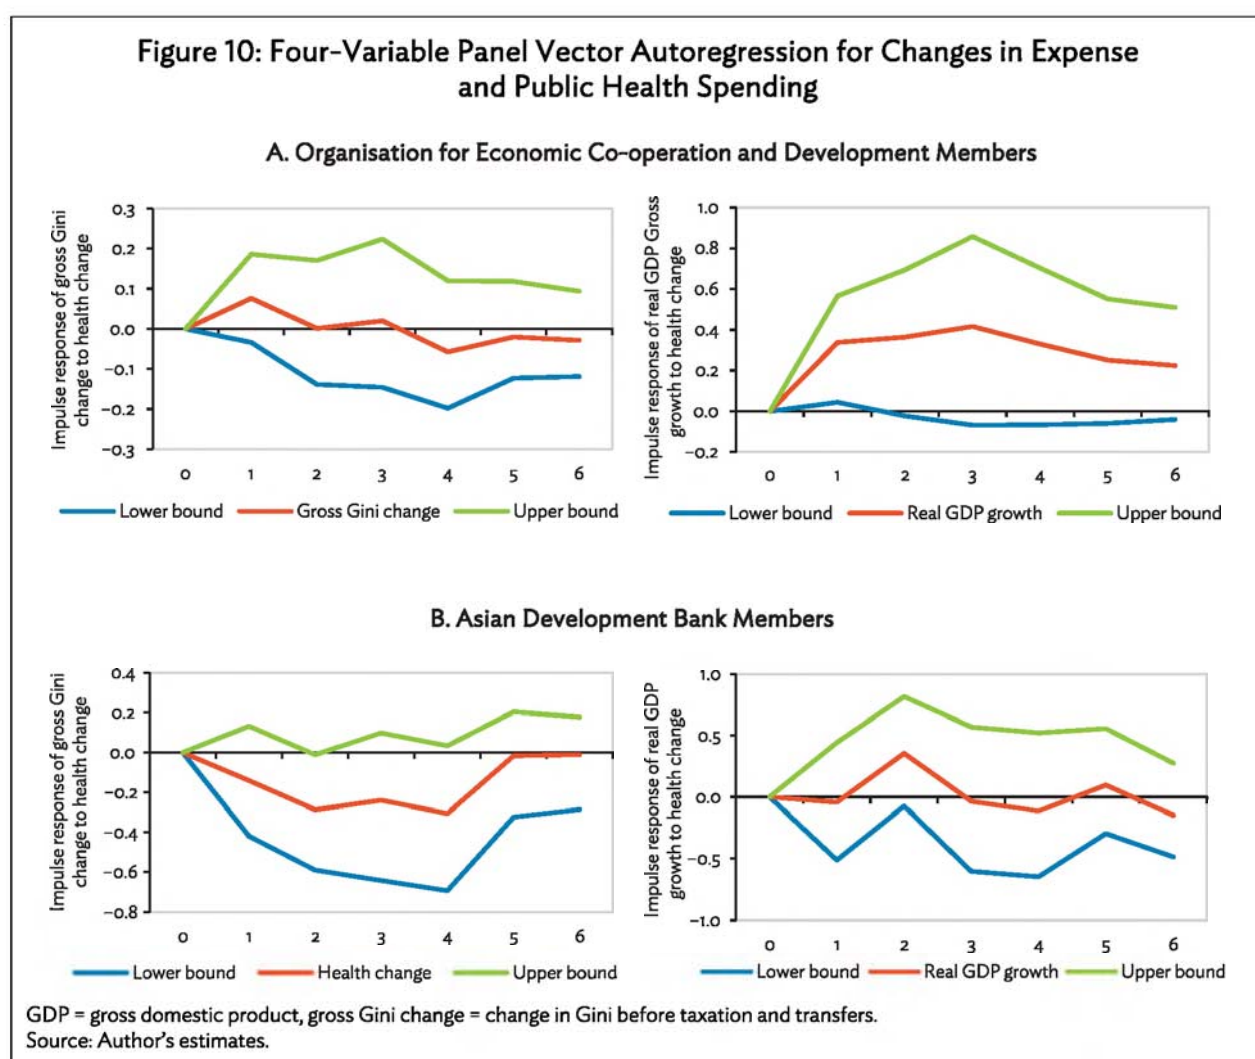 Figure 10: Four-Variable Panel Vector Autoregression for Changes in Expense
and Public Health Spending
A. Organisation for Economic Co-operation and Development Members
Impulse response of gross Gini
change to health change
0.3
0.2
0.1
0.0
−0.1
−0.2
−0.3
0 1 2 3 4 5 6
Lower bound Gross Gini change Upper bound
Impulse response of real GDP Gross
growth to health change
1.0
0.8
0.6
0.4
0.2
0.0
−0.2
0 1 2 3 4 5 6
Lower bound Real GDP growth Upper bound
B. Asian Development Bank Members
Impulse response of gross Gini
change to health change
0.4
0.2
0.0
−0.2
−0.4
−0.6
−0.8
0 1 2 3 4 5 6
Lower bound Health change Upper bound
Impulse response of real GDP
growth to health change
1.0
0.5
0.0
−0.5
−1.0
0 1 2 3 4 5 6
Lower bound Real GDP growth Upper bound
GDP = gross domestic product, gross Gini change = change in Gini before taxation and transfers.
Source: Author's estimates.